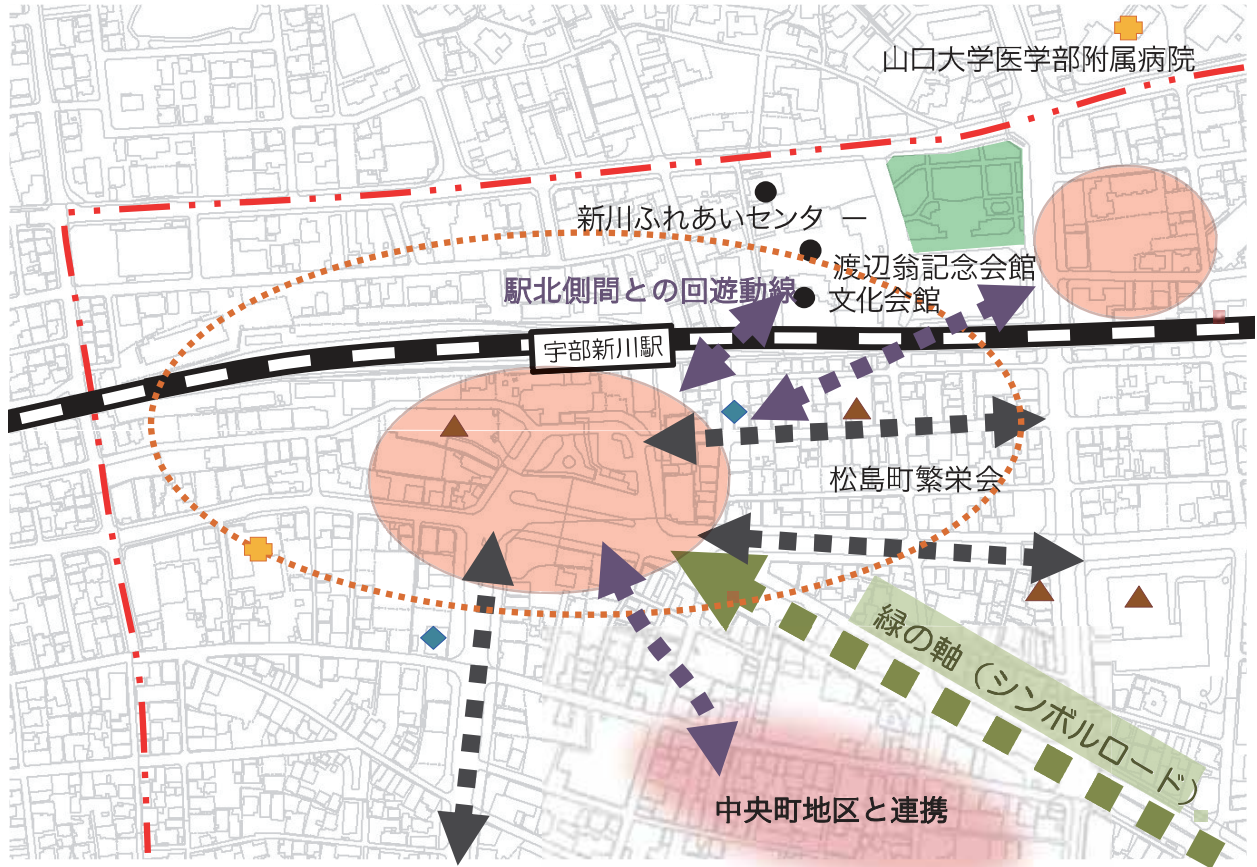 山口大学医学部附属病院
新川ふれあいセンター
渡辺翁記念会館
駅北側間との回遊動線
文化会館
宇部新川駅
松島町繁栄会
緑の軸（シンボルロード）
中央町地区と連携